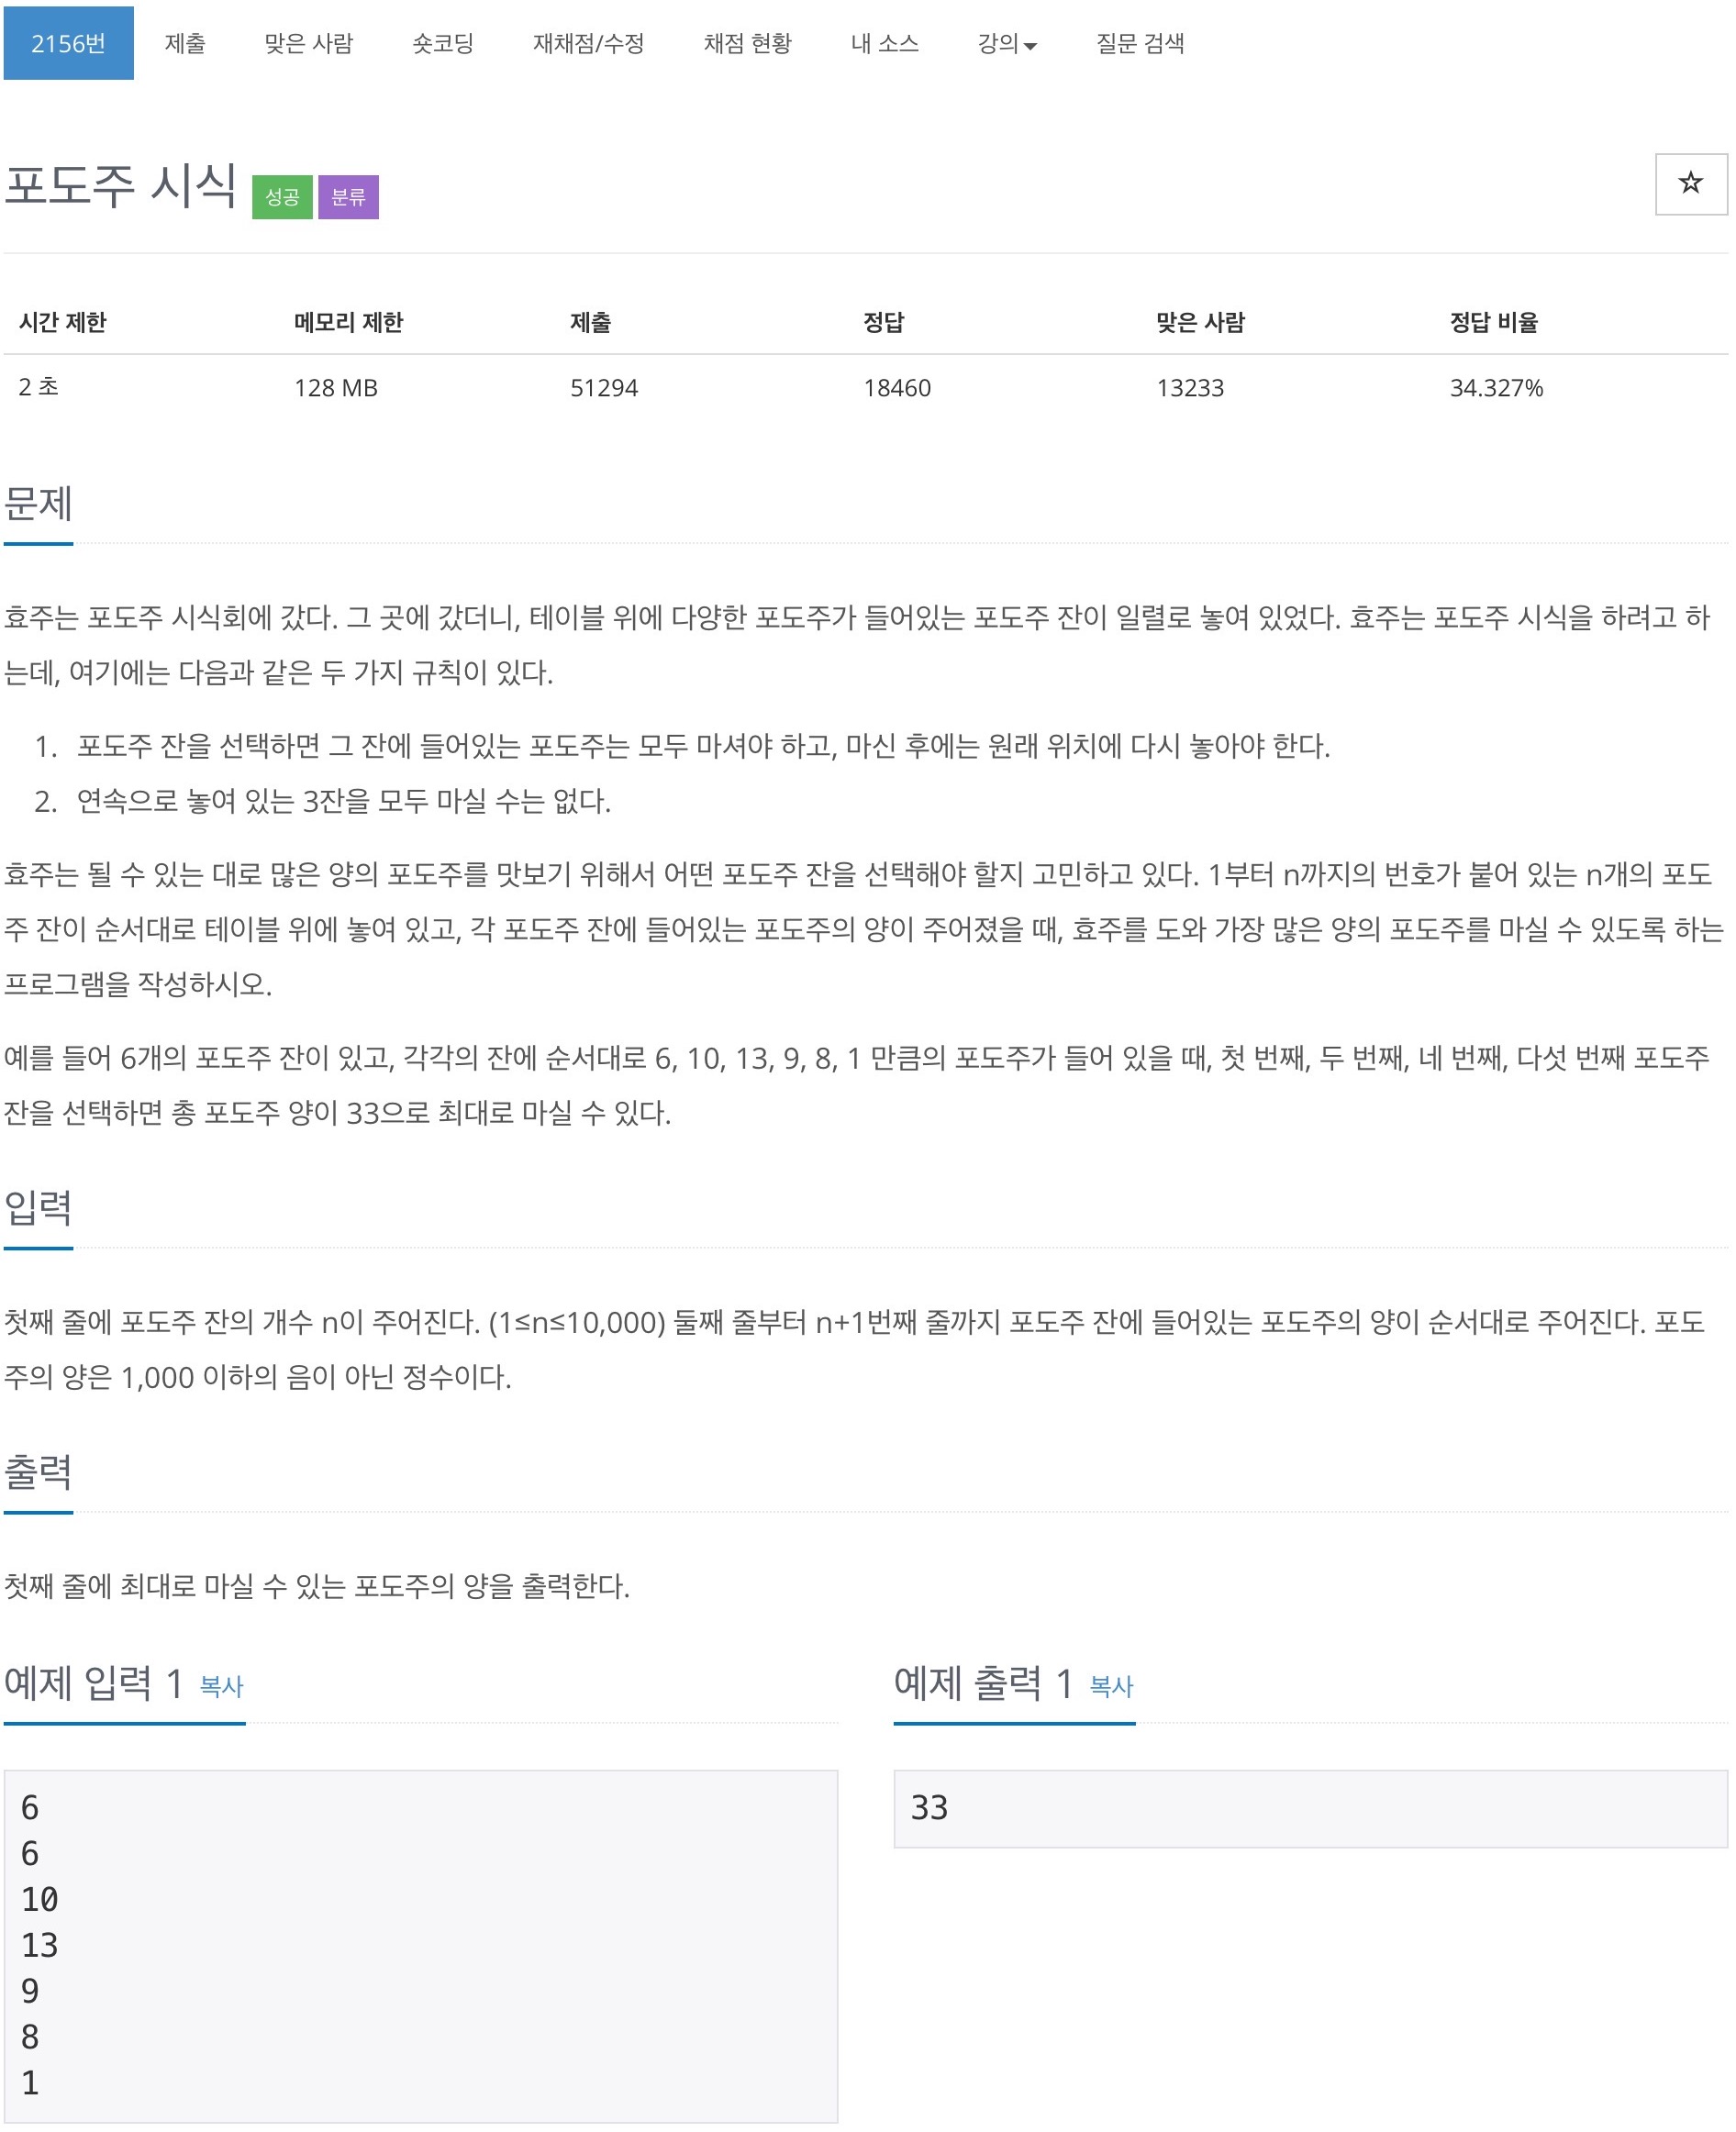 2156번 제출 맞은 사람 숏코딩 재채점/수정 채점 현황 내 소스 강의 질문 검색
포도주 시식 성공 분류
시간 제한 메모리 제한 제출 정답 맞은 사람 정답 비율
2 초 128 MB 51294 18460 13233 34.327%
문제
효주는 포도주 시식회에 갔다. 그 곳에 갔더니, 테이블 위에 다양한 포도주가 들어있는 포도주 잔이 일렬로 놓여 있었다. 효주는 포도주 시식을 하려고 하
는데, 여기에는 다음과 같은 두 가지 규칙이 있다.
1. 포도주 잔을 선택하면 그 잔에 들어있는 포도주는 모두 마셔야 하고, 마신 후에는 원래 위치에 다시 놓아야 한다.
2. 연속으로 놓여 있는 3잔을 모두 마실 수는 없다.
효주는 될 수 있는 대로 많은 양의 포도주를 맛보기 위해서 어떤 포도주 잔을 선택해야 할지 고민하고 있다. 1부터 n까지의 번호가 붙어 있는 n개의 포도
주 잔이 순서대로 테이블 위에 놓여 있고, 각 포도주 잔에 들어있는 포도주의 양이 주어졌을 때, 효주를 도와 가장 많은 양의 포도주를 마실 수 있도록 하는
프로그램을 작성하시오.
예를 들어 6개의 포도주 잔이 있고, 각각의 잔에 순서대로 6, 10, 13, 9, 8, 1 만큼의 포도주가 들어 있을 때, 첫 번째, 두 번째, 네 번째, 다섯 번째 포도주
잔을 선택하면 총 포도주 양이 33으로 최대로 마실 수 있다.
입력
첫째 줄에 포도주 잔의 개수 n이 주어진다. (1≤n≤10,000) 둘째 줄부터 n+1번째 줄까지 포도주 잔에 들어있는 포도주의 양이 순서대로 주어진다. 포도
주의 양은 1,000 이하의 음이 아닌 정수이다.
출력
첫째 줄에 최대로 마실 수 있는 포도주의 양을 출력한다.
예제 입력 1 복사
6
6
10
13
9
8
1
예제 출력 1 복사
33